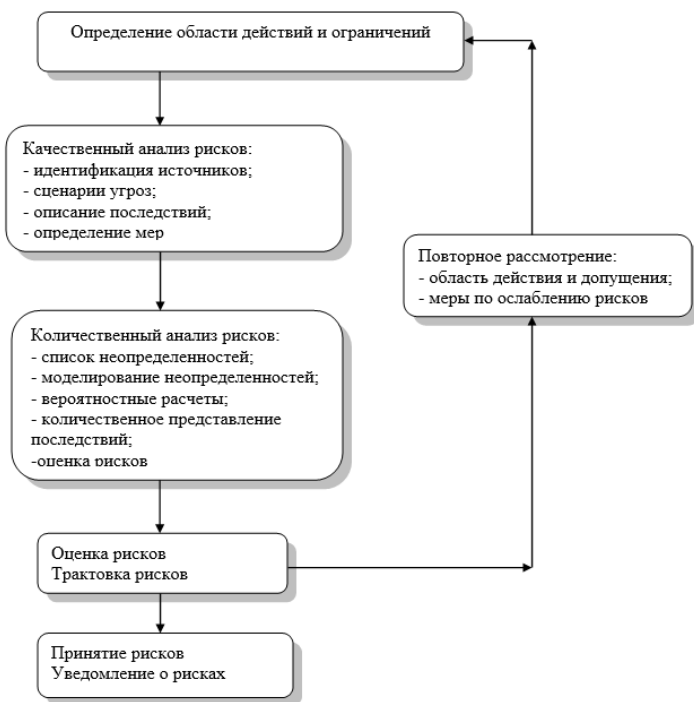 Определение области действий и ограничений
Качественный анализ рисков:
- идентификация источников;
- сценарии угроз;
- описание последствий;
- определение мер
Повторное рассмотрение:
- область действия и допущения;
- меры по ослаблению рисков
Количественный анализ рисков:
- список неопределенностей;
- моделирование неопределенностей;
- вероятностные расчеты;
- количественное представление
последствий;
-оценка рисков
Оценка рисков
Трактовка рисков
Принятие рисков
Уведомление о рисках